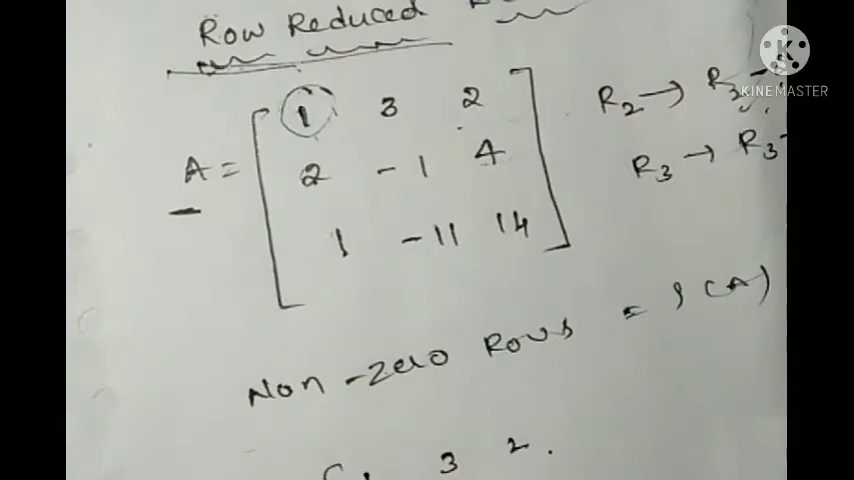 Row Reduced
K
KINEMASTER
1 3 2 R2 → R2 -
A = 2 -1 4 R3 → R3 -
1 -11 14
Non-zero Rows = ρ(A)
3 2